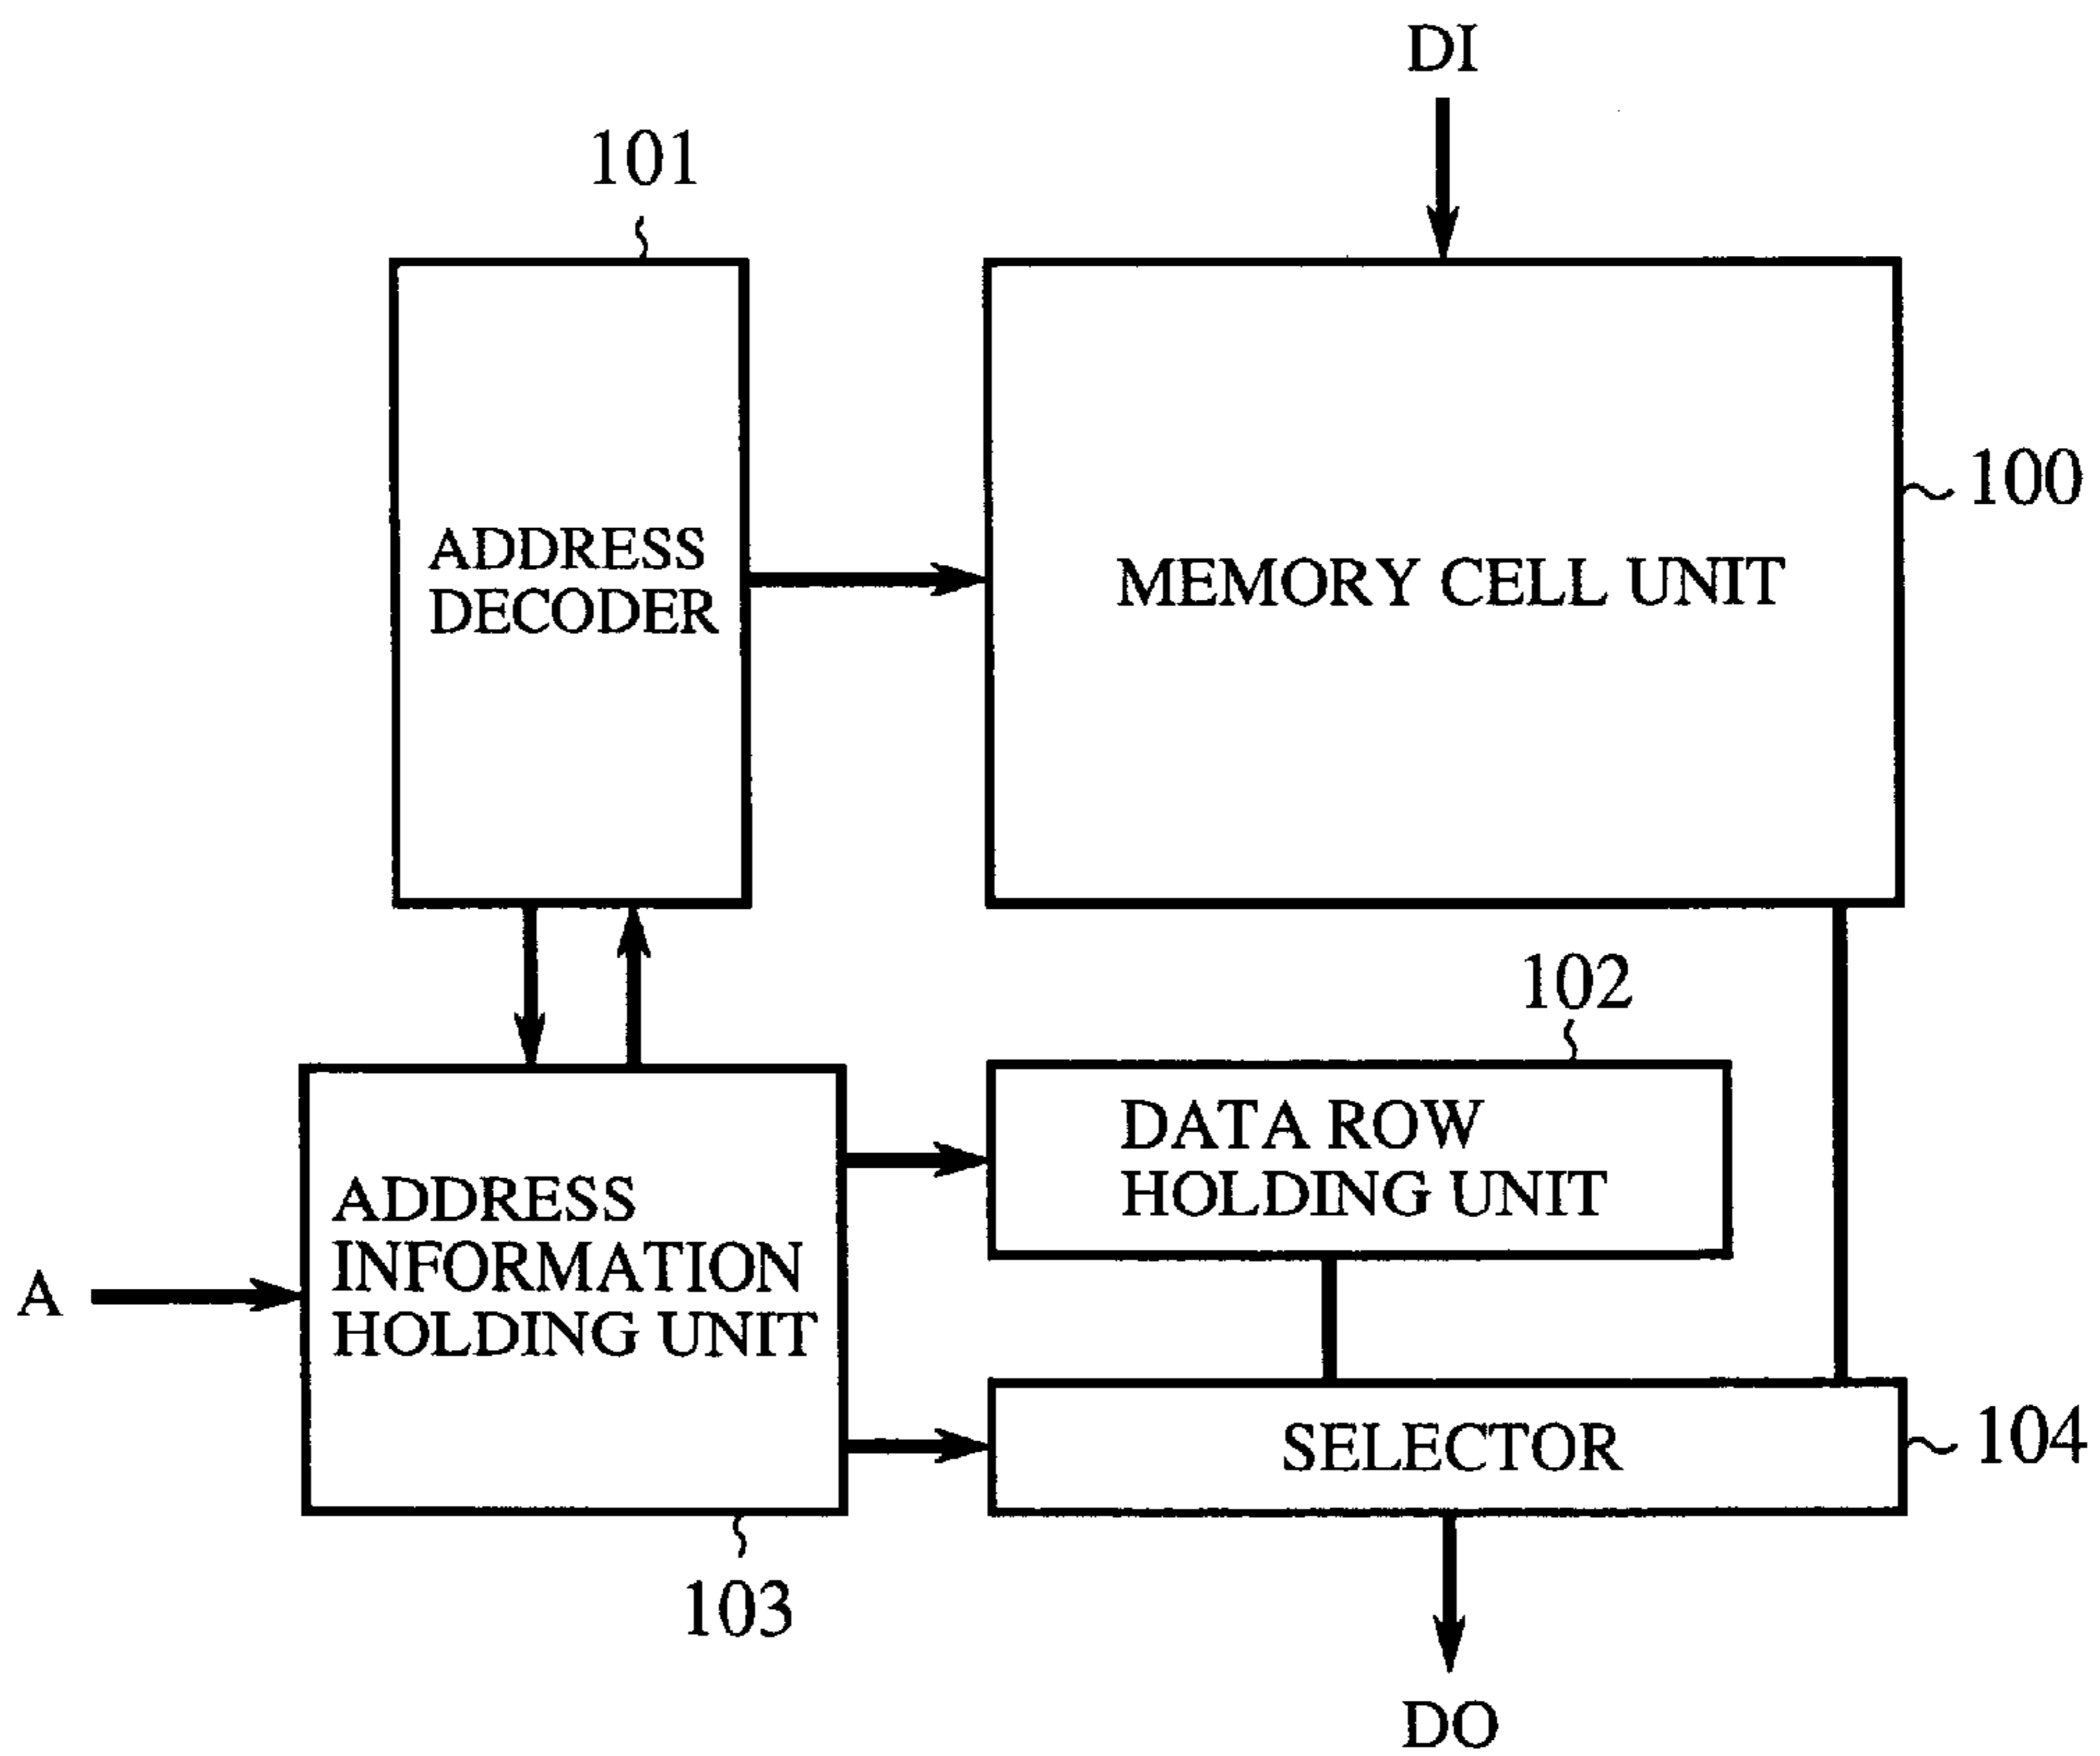 DI
101
100
ADDRESS
DECODER
MEMORY CELL UNIT
102
DATA ROW
HOLDING UNIT
ADDRESS
INFORMATION
HOLDING UNIT
A
SELECTOR
104
103
DO